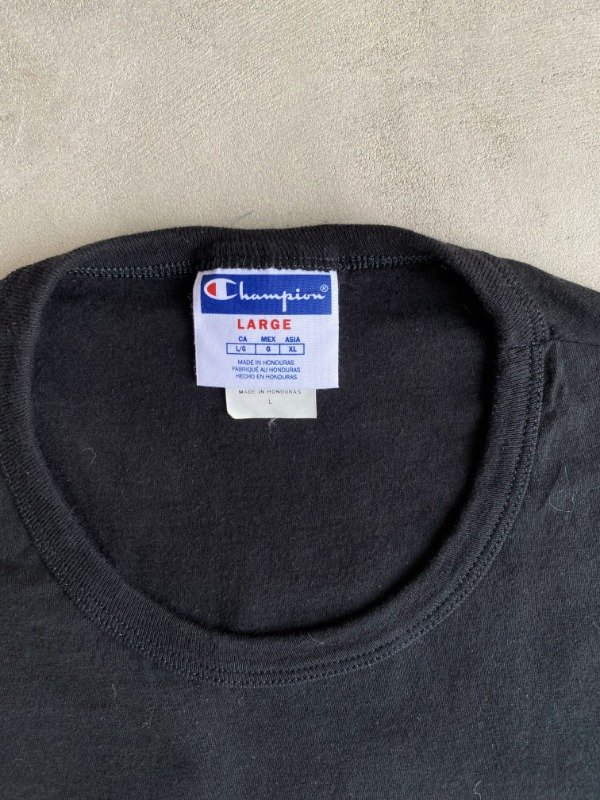 Champion®
LARGE
CA MEX ASIA
L/G G XL
MADE IN HONDURAS
FABRIQUÉ AU HONDURAS
HECHO EN HONDURAS
MADE IN HONDURAS
L